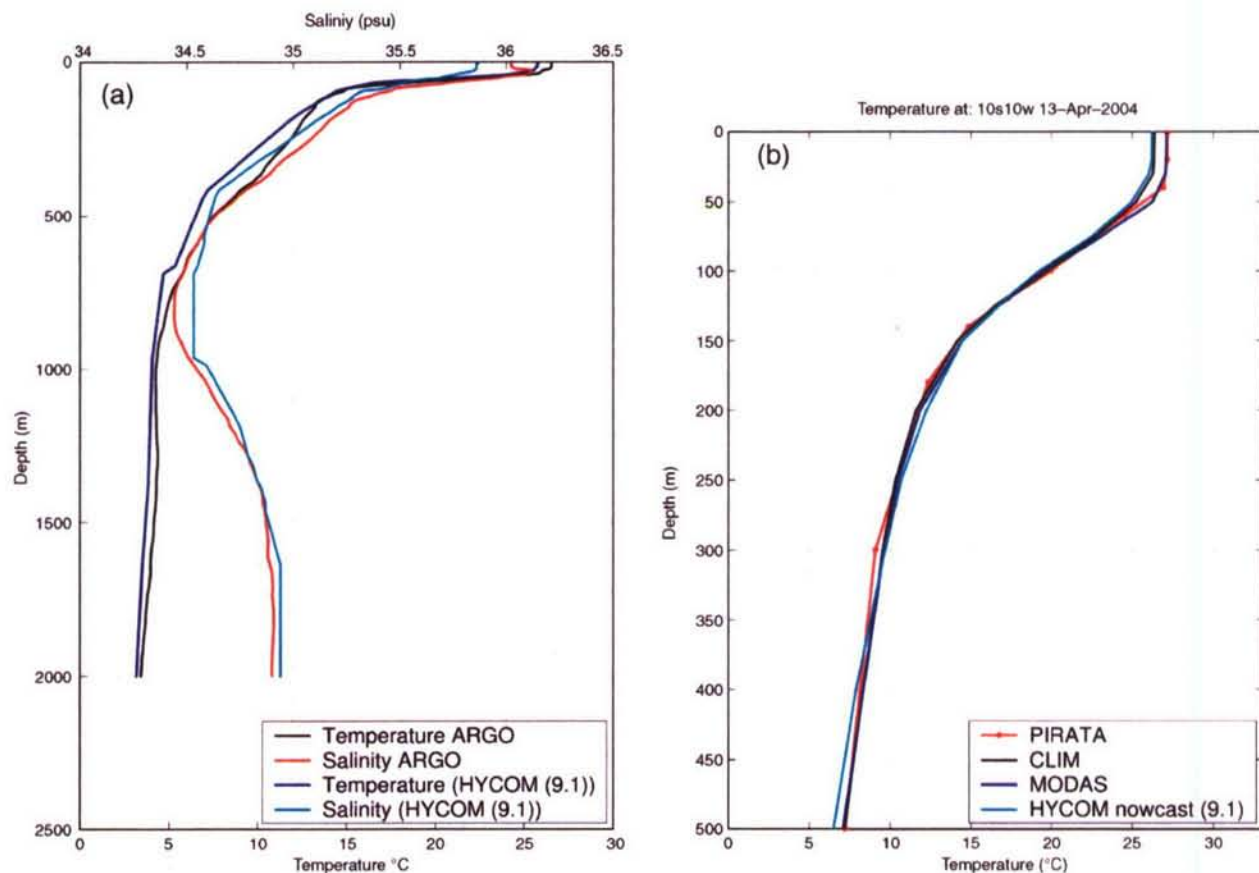 Saliniy (psu)
34 34.5 35 35.5 36 36.5
(a)
0
500
1000
1500
2000
2500
Depth (m)
0 5 10 15 20 25 30
Temperature °C
Temperature ARGO
Salinity ARGO
Temperature (HYCOM (9.1))
Salinity (HYCOM (9.1))
Temperature at: 10s10w 13–Apr–2004
(b)
0
50
100
150
200
250
300
350
400
450
500
Depth (m)
0 5 10 15 20 25 30
Temperature (°C)
PIRATA
CLIM
MODAS
HYCOM nowcast (9.1)